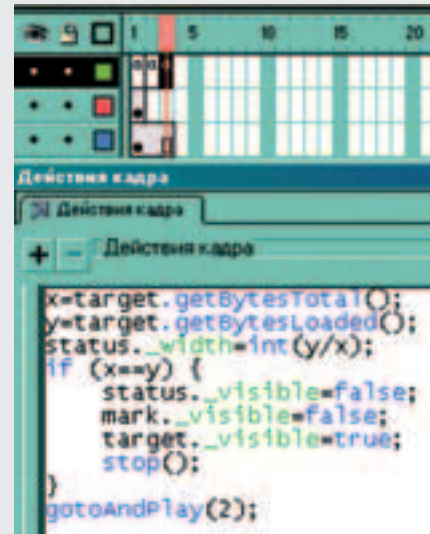 1 5 10 15 20
Действия кадра
Действия кадра
+ - Действия кадра
x=target.getBytesTotal();
y=target.getBytesLoaded();
status._width=int(y/x);
if (x==y) {
status._visible=false;
mark._visible=false;
target._visible=true;
stop();
}
gotoAndPlay(2);